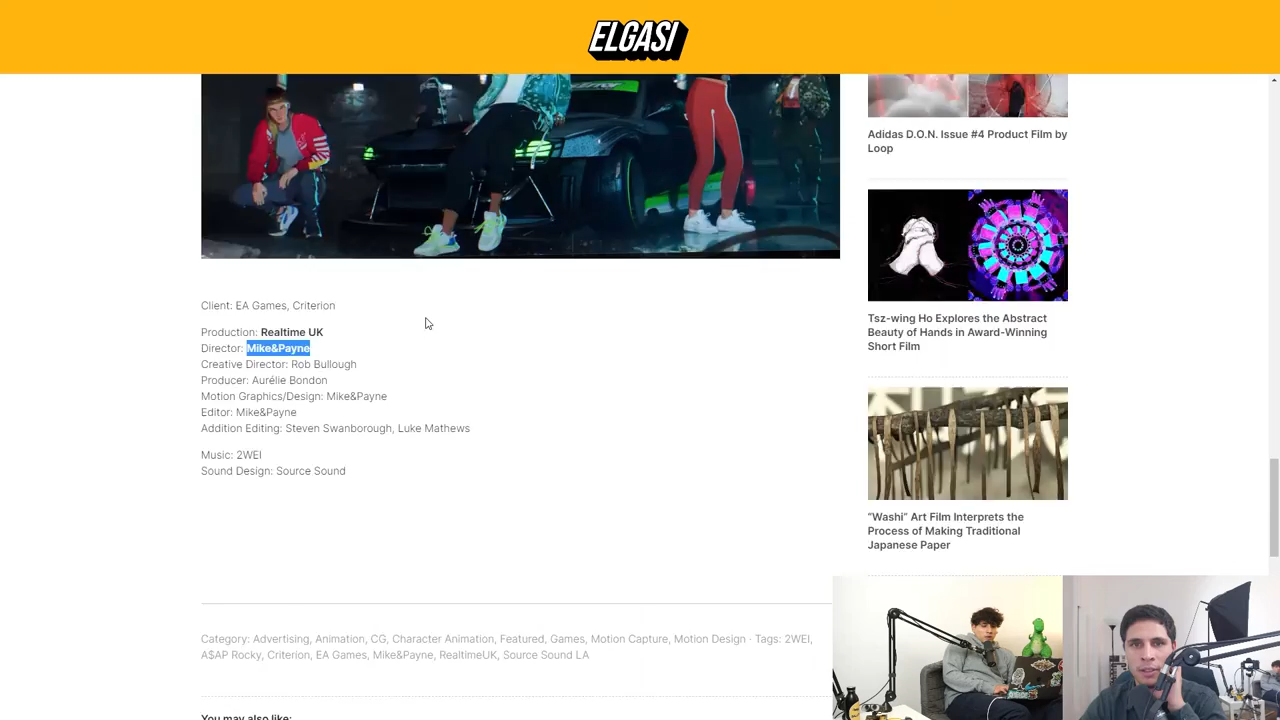 ELGASI
Adidas D.O.N. Issue #4 Product Film by
Loop
Tsz-wing Ho Explores the Abstract
Beauty of Hands in Award-Winning
Short Film
“Washi” Art Film Interprets the
Process of Making Traditional
Japanese Paper
Client: EA Games, Criterion
Production: Realtime UK
Director: Mike&Payne
Creative Director: Rob Bullough
Producer: Aurélie Bondon
Motion Graphics/Design: Mike&Payne
Editor: Mike&Payne
Addition Editing: Steven Swanborough, Luke Mathews
Music: 2WEI
Sound Design: Source Sound
Category: Advertising, Animation, CG, Character Animation, Featured, Games, Motion Capture, Motion Design · Tags: 2WEI,
A$AP Rocky, Criterion, EA Games, Mike&Payne, RealtimeUK, Source Sound LA
You may also like: